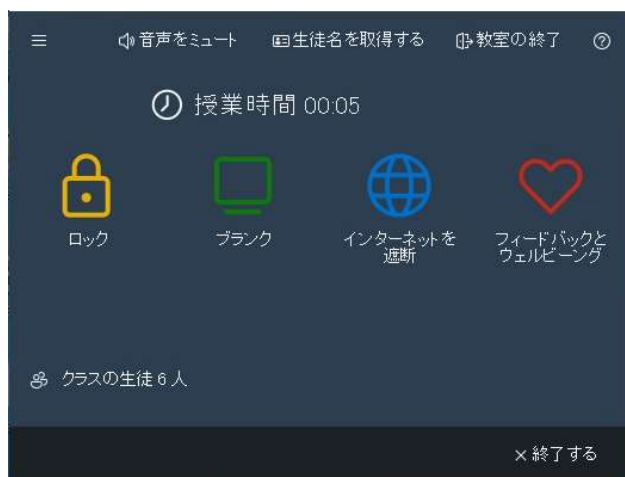 音声をミュート 生徒名を取得する 教室の終了
授業時間 00:05
ロック ブランク インターネットを遮断 フィードバックとウェルビーング
クラスの生徒 6 人
×終了する